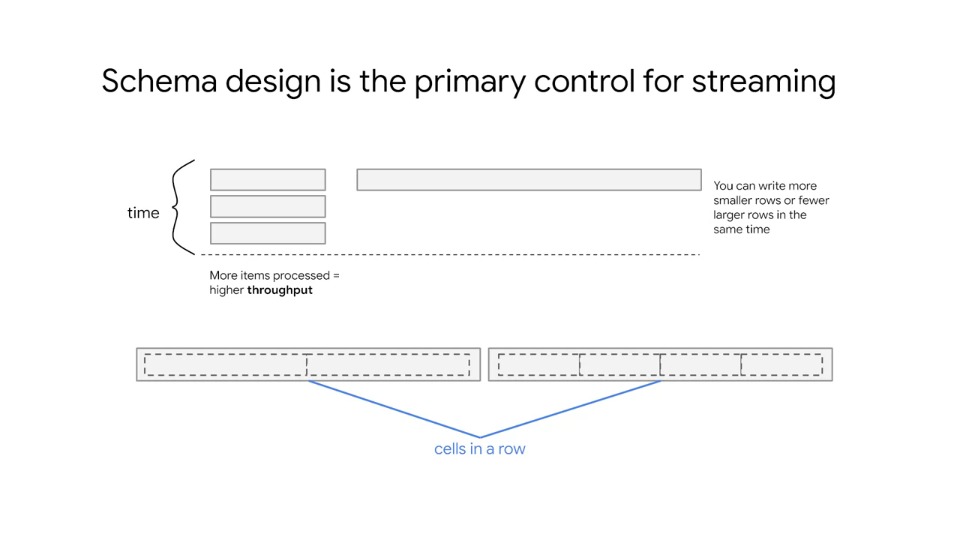 Schema design is the primary control for streaming
time
You can write more
smaller rows or fewer
larger rows in the
same time
More items processed =
higher throughput
cells in a row